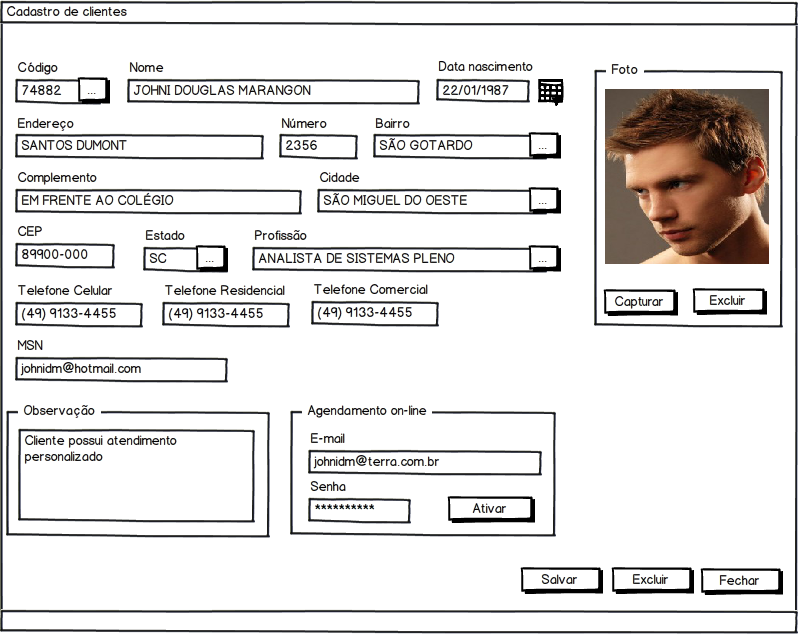 Cadastro de clientes
Código
Nome
Data nascimento
Foto
74882
...
JOHNI DOUGLAS MARANGON
22/01/1987
Endereço
Número
Bairro
SANTOS DUMONT
2356
SÃO GOTARDO
...
Complemento
Cidade
EM FRENTE AO COLÉGIO
SÃO MIGUEL DO OESTE
...
CEP
Estado
Profissão
89900-000
SC
...
ANALISTA DE SISTEMAS PLENO
...
Telefone Celular
Telefone Residencial
Telefone Comercial
(49) 9133-4455
(49) 9133-4455
(49) 9133-4455
Capturar
Excluir
MSN
johnidm@hotmail.com
Observação
Cliente possui atendimento
personalizado
Agendamento on-line
E-mail
johnidm@terra.com.br
Senha
**********
Ativar
Salvar
Excluir
Fechar